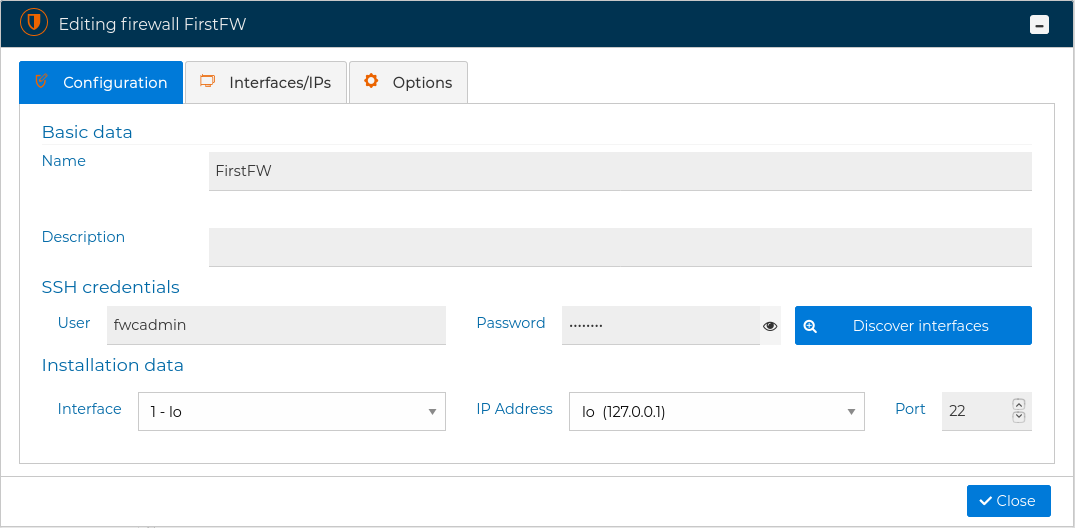 Editing firewall FirstFW
Configuration Interfaces/IPs Options
Basic data
Name FirstFW
Description
SSH credentials
User fwcadmin Password ········ Discover interfaces
Installation data
Interface 1 - lo IP Address lo (127.0.0.1) Port 22
Close